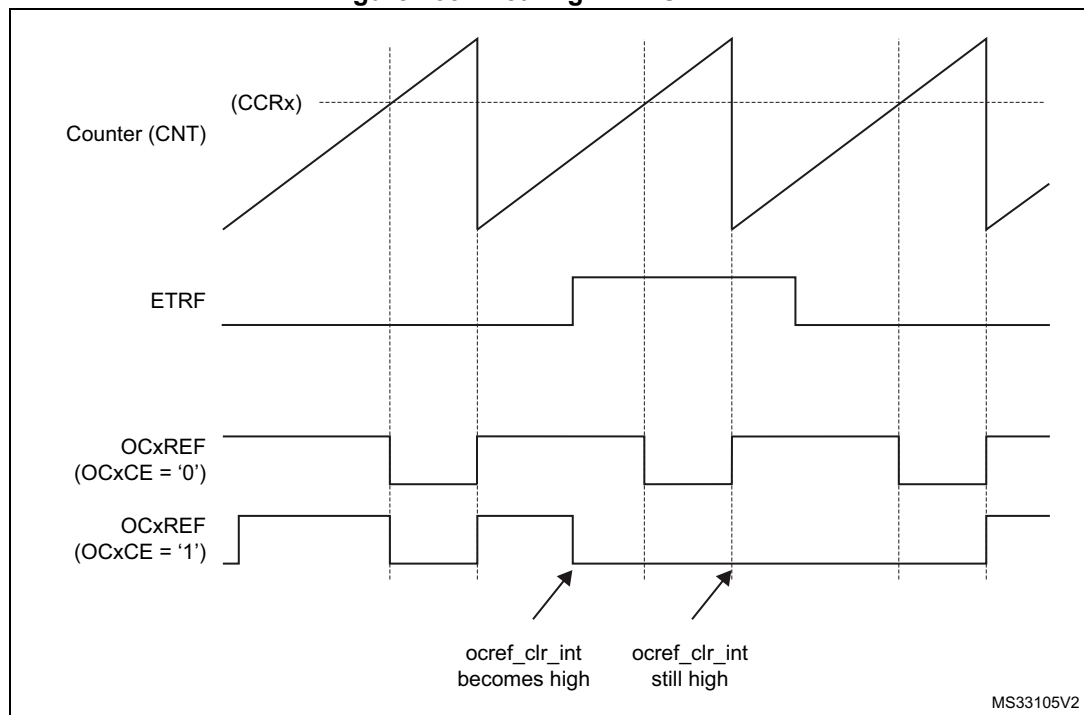 (CCRx)
Counter (CNT)
ETRF
OCxREF
(OCxCE = ‘0’)
OCxREF
(OCxCE = ‘1’)
ocref_clr_int
becomes high
ocref_clr_int
still high
MS33105V2